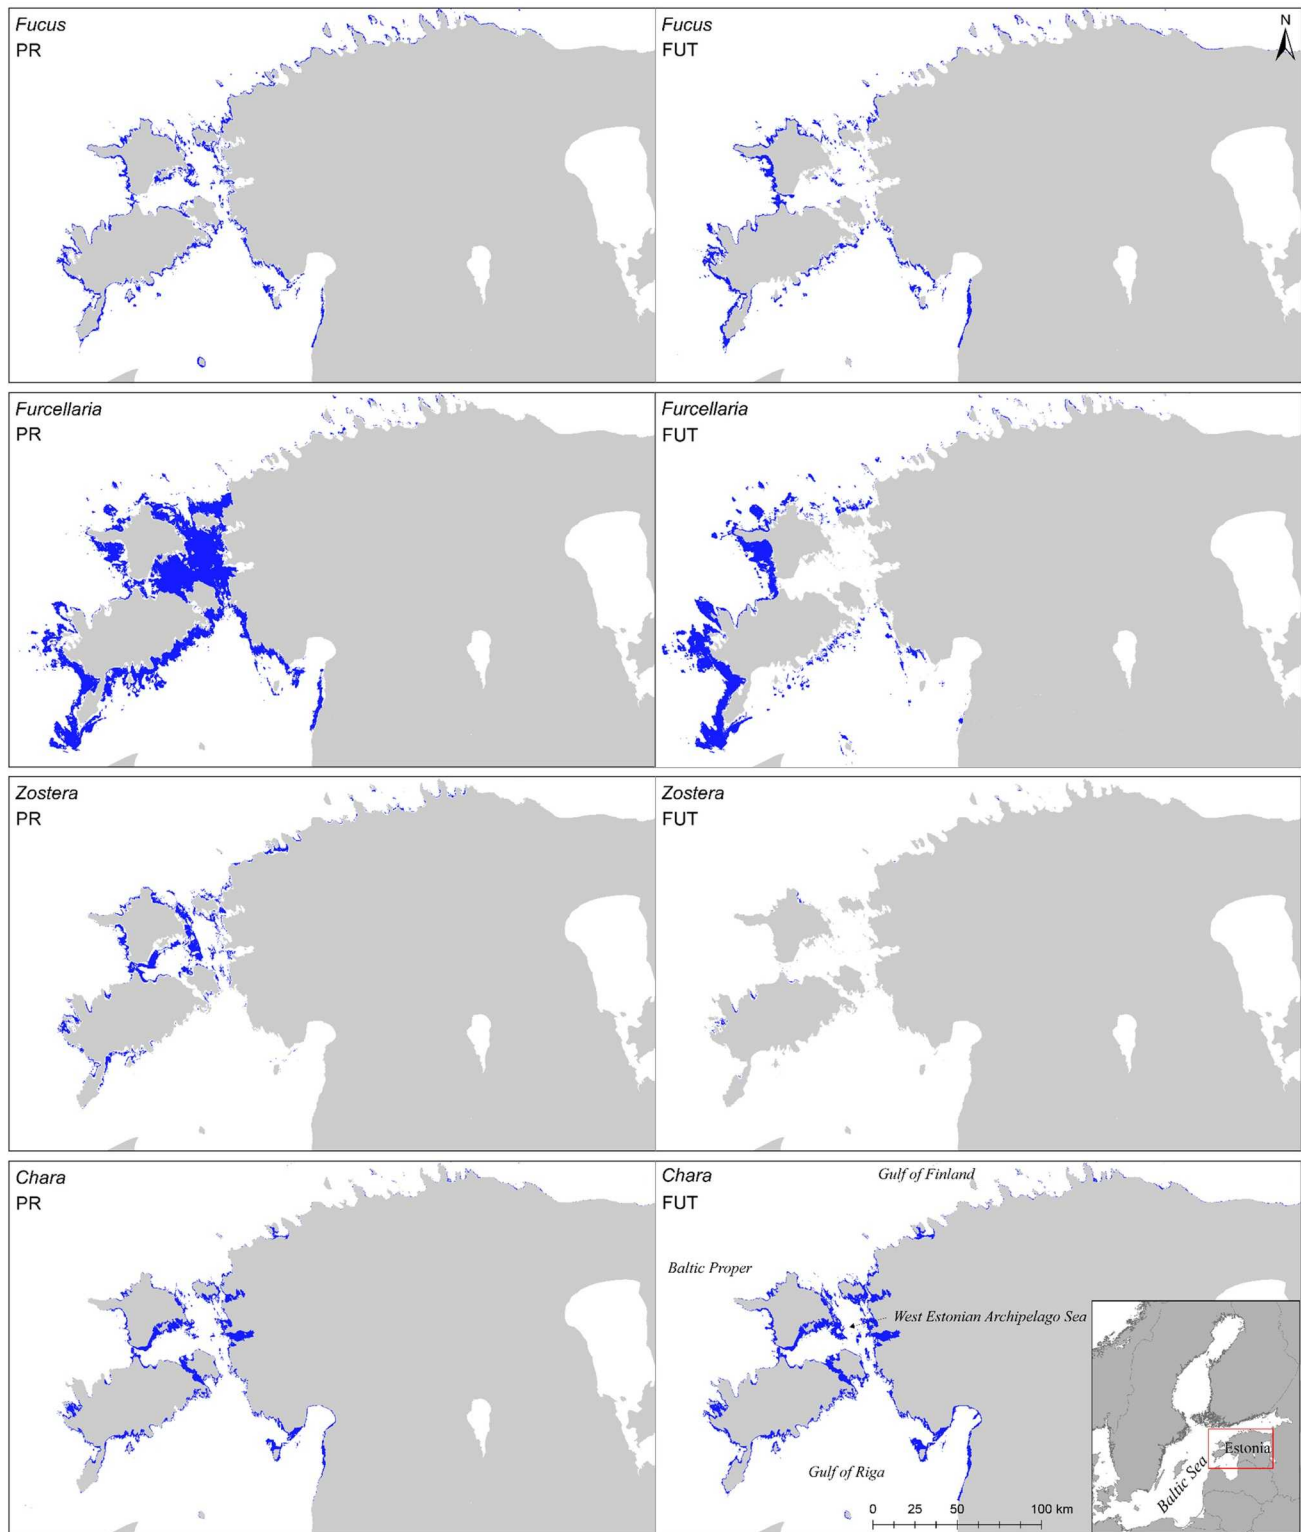 Fucus
PR
Fucus
FUT
N
Furcellaria
PR
Furcellaria
FUT
Zostera
PR
Zostera
FUT
Chara
PR
Chara
FUT
Gulf of Finland
Baltic Proper
West Estonian Archipelago Sea
Gulf of Riga
0 25 50 100 km
Estonia
Baltic Sea